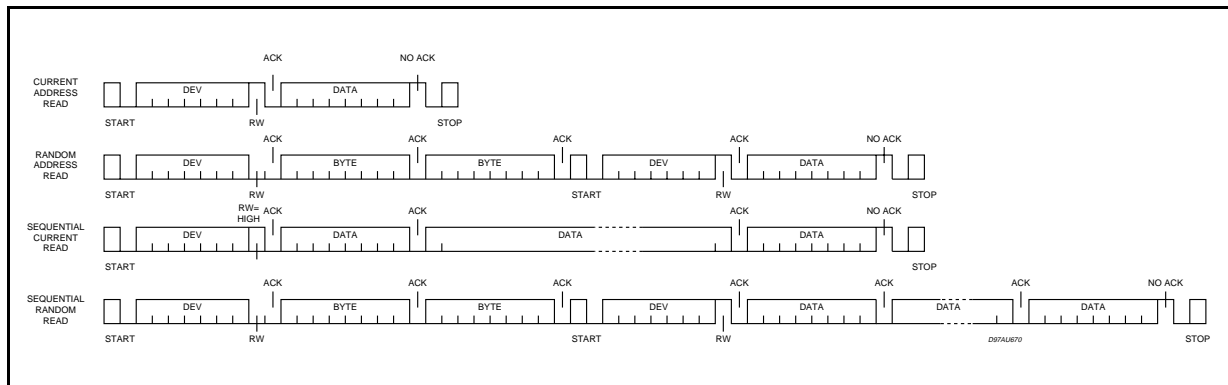 ACK NO ACK
CURRENT
ADDRESS
READ
DEV DATA
START RW STOP
ACK ACK ACK ACK NO ACK
RANDOM
ADDRESS
READ
DEV BYTE BYTE DEV DATA
START RW START RW STOP
RW=
HIGH
ACK ACK ACK NO ACK
SEQUENTIAL
CURRENT
READ
DEV DATA DATA DATA
START STOP
ACK ACK ACK ACK ACK ACK NO ACK
SEQUENTIAL
RANDOM
READ
DEV BYTE BYTE DEV DATA DATA DATA
START RW START RW D97AU670 STOP